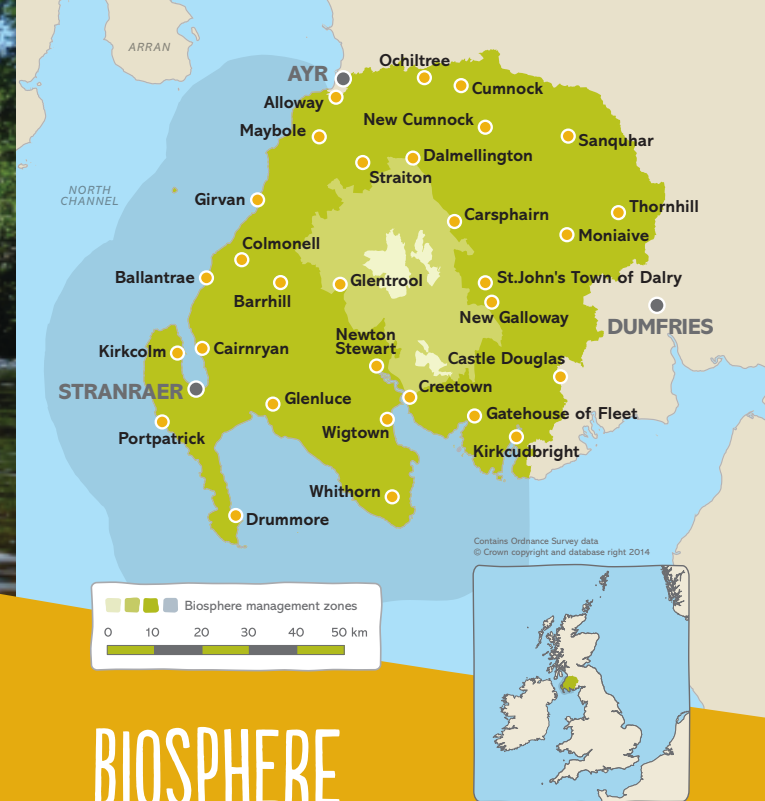 ARRAN
Ochiltree
AYR
Cumnock
Alloway
New Cumnock
Maybole
Sanquhar
Dalmellington
Straiton
NORTH
CHANNEL
Girvan
Thornhill
Carsphairn
Moniaive
Colmonell
Ballantrae
Glentrool
St.John's Town of Dalry
Barrhill
New Galloway
DUMFRIES
Newton
Stewart
Kirkcolm
Cairnryan
Castle Douglas
STRANRAER
Creetown
Glenluce
Gatehouse of Fleet
Wigtown
Portpatrick
Kirkcudbright
Whithorn
Drummore
Contains Ordnance Survey data
© Crown copyright and database right 2014
Biosphere management zones
0 10 20 30 40 50 km
BIOSPHERE